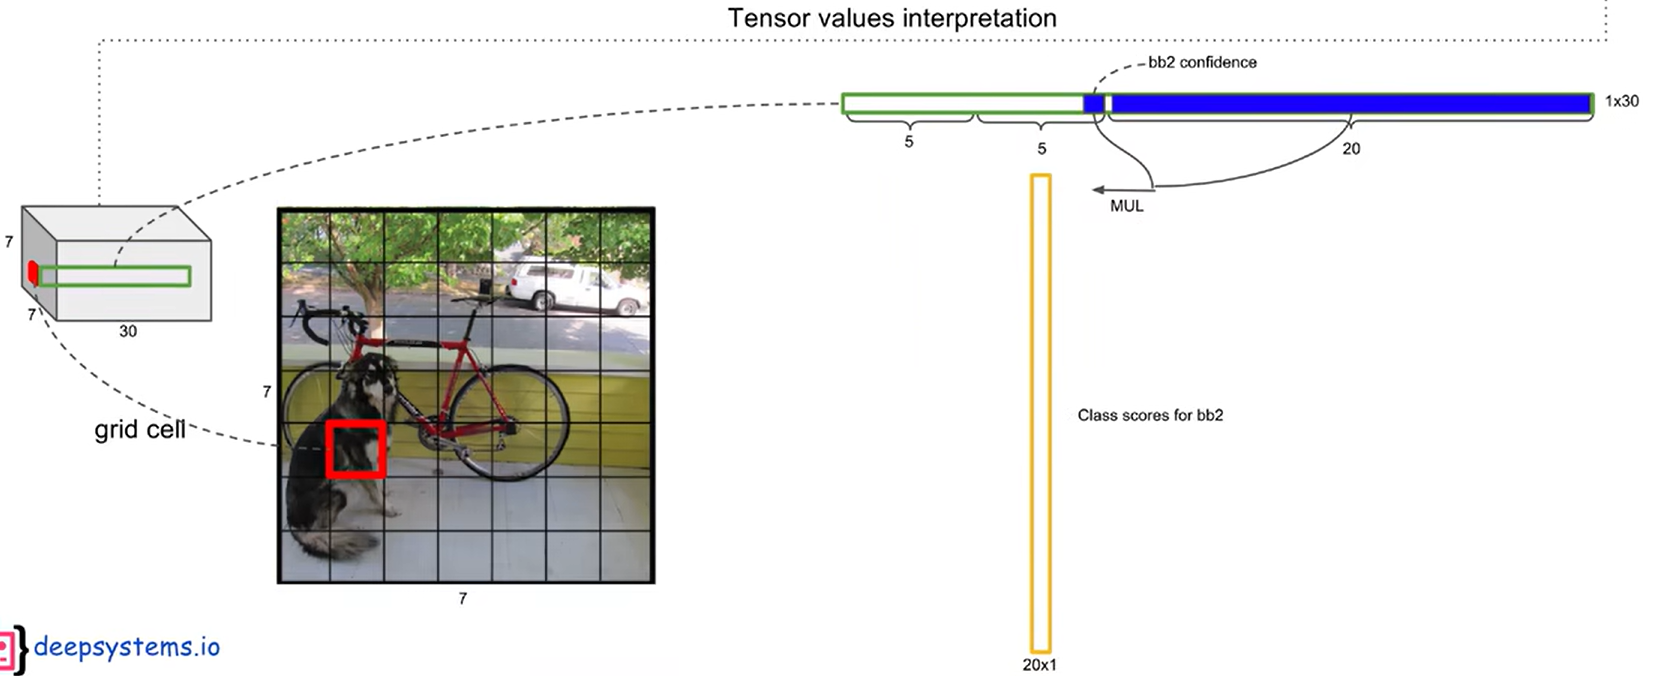 Tensor values interpretation
bb2 confidence
1x30
5
5
20
MUL
7
7
30
7
grid cell
Class scores for bb2
7
deepsystems.io
20x1